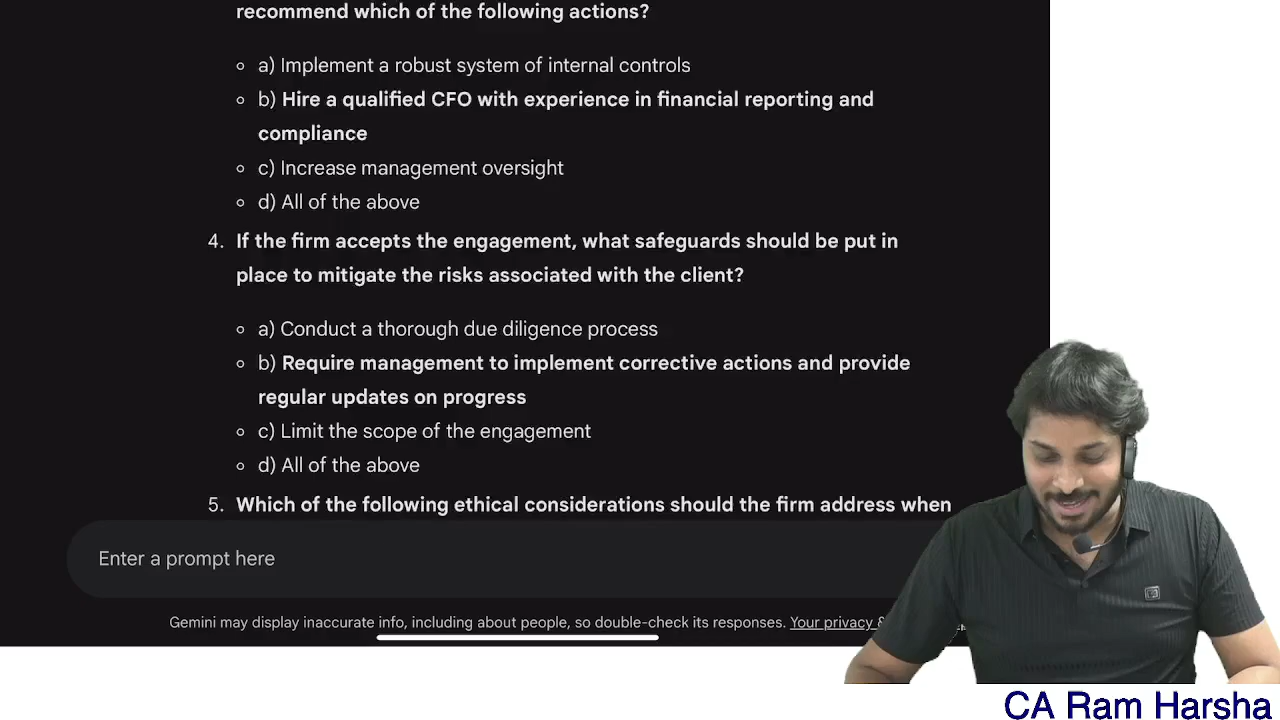 recommend which of the following actions?
a) Implement a robust system of internal controls
b) Hire a qualified CFO with experience in financial reporting and
compliance
c) Increase management oversight
d) All of the above
4. If the firm accepts the engagement, what safeguards should be put in
place to mitigate the risks associated with the client?
a) Conduct a thorough due diligence process
b) Require management to implement corrective actions and provide
regular updates on progress
c) Limit the scope of the engagement
d) All of the above
5. Which of the following ethical considerations should the firm address when
Enter a prompt here
Gemini may display inaccurate info, including about people, so double-check its responses. Your privacy &
CA Ram Harsha